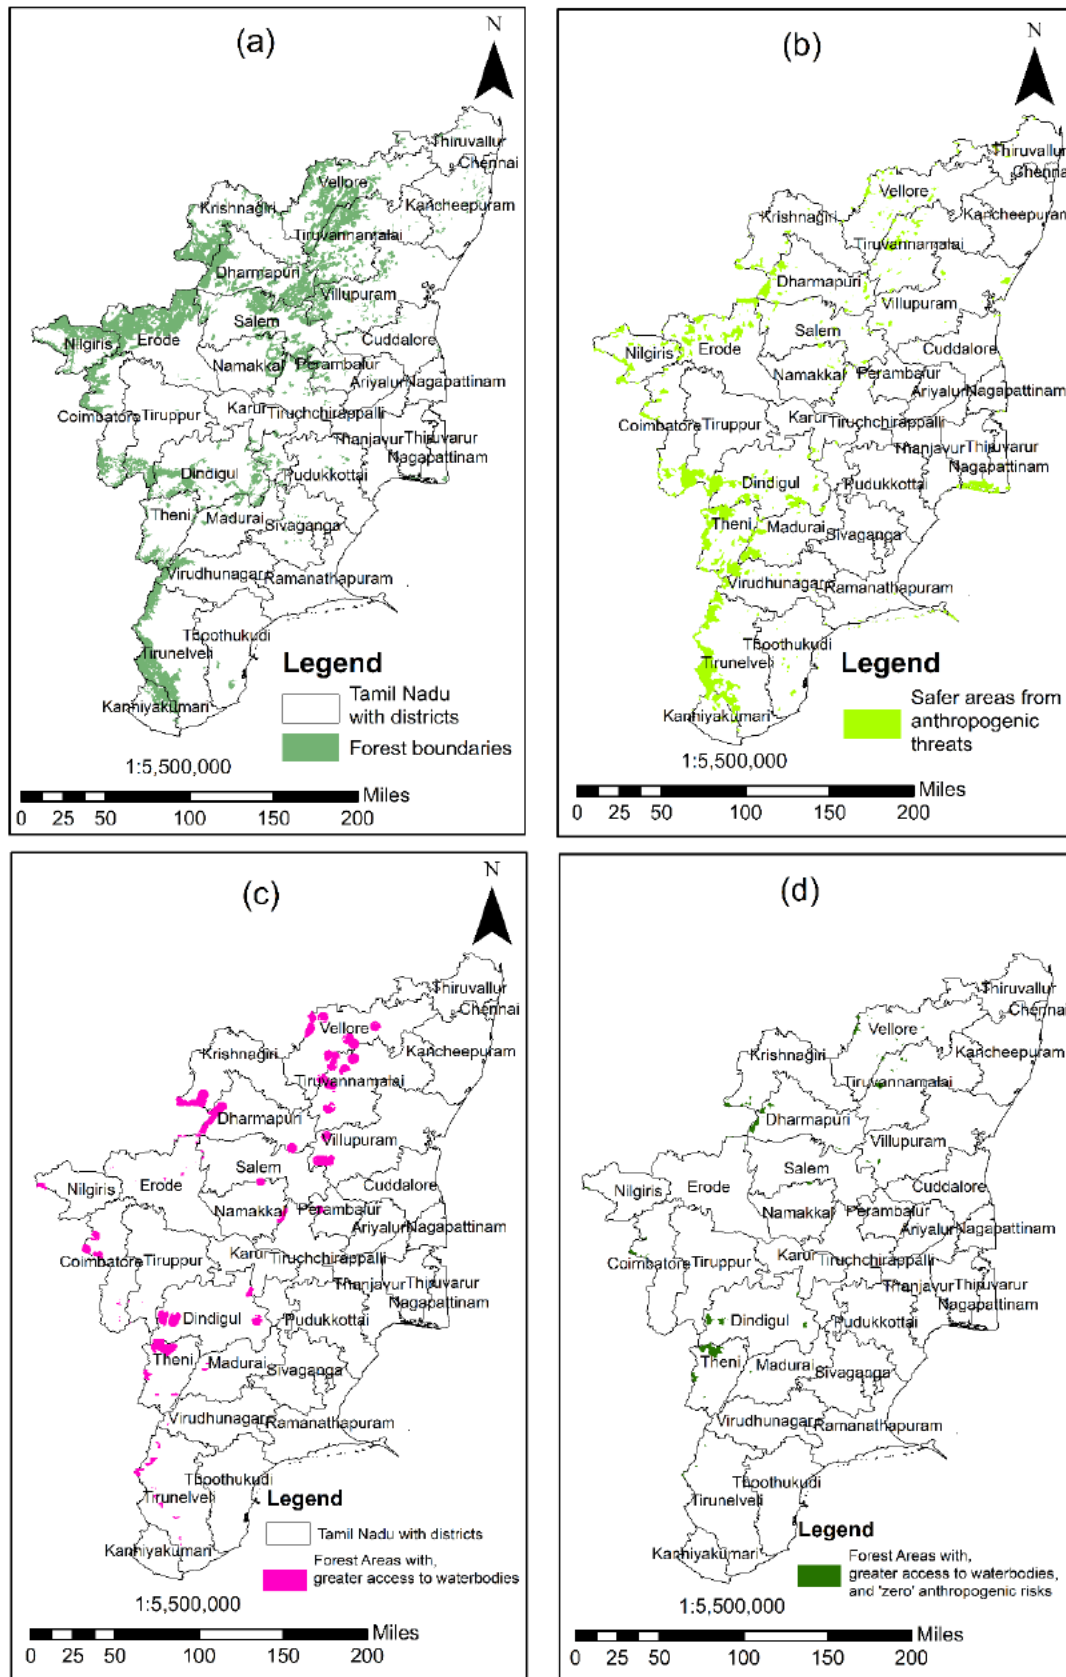 (a)
N
Thiruvallur
Chennai
Vellore
Kancheepuram
Krishnagiri
Tiruvannamalai
Dharmapuri
Villupuram
Salem
Nilgiris
Erode
Cuddalore
Namakkal
Perambalur
Ariyalur
Nagapattinam
Coimbatore
Tiruppur
Karur
Tiruchchirappalli
Thanjavur
Thiruvarur
Nagapattinam
Dindigul
Pudukkottai
Theni
Madurai
Sivaganga
Virudhunagar
Ramanathapuram
Thoothukudi
Tirunelveli
Kanniyakumari
Legend
Tamil Nadu
with districts
Forest boundaries
1:5,500,000
Miles
0 25 50 100 150 200
(b)
N
Thiruvallur
Chennai
Vellore
Kancheepuram
Krishnagiri
Tiruvannamalai
Dharmapuri
Villupuram
Salem
Nilgiris
Erode
Cuddalore
Namakkal
Perambalur
Ariyalur
Nagapattinam
Coimbatore
Tiruppur
Karur
Tiruchchirappalli
Thanjavur
Thiruvarur
Nagapattinam
Dindigul
Pudukkottai
Theni
Madurai
Sivaganga
Virudhunagar
Ramanathapuram
Thoothukudi
Tirunelveli
Kanniyakumari
Legend
Safer areas from
anthropogenic
threats
1:5,500,000
Miles
0 25 50 100 150 200
(c)
N
Thiruvallur
Chennai
Vellore
Kancheepuram
Krishnagiri
Tiruvannamalai
Dharmapuri
Villupuram
Salem
Nilgiris
Erode
Cuddalore
Namakkal
Perambalur
Ariyalur
Nagapattinam
Coimbatore
Tiruppur
Karur
Tiruchchirappalli
Thanjavur
Thiruvarur
Nagapattinam
Dindigul
Pudukkottai
Theni
Madurai
Sivaganga
Virudhunagar
Ramanathapuram
Thoothukudi
Tirunelveli
Kanniyakumari
Legend
Tamil Nadu with districts
Forest Areas with,
greater access to waterbodies
1:5,500,000
Miles
0 25 50 100 150 200
(d)
Thiruvallur
Chennai
Vellore
Kancheepuram
Krishnagiri
Tiruvannamalai
Dharmapuri
Villupuram
Salem
Nilgiris
Erode
Cuddalore
Namakkal
Perambalur
Ariyalur
Nagapattinam
Coimbatore
Tiruppur
Karur
Tiruchchirappalli
Thanjavur
Thiruvarur
Nagapattinam
Dindigul
Pudukkottai
Theni
Madurai
Sivaganga
Virudhunagar
Ramanathapuram
Thoothukudi
Tirunelveli
Kanniyakumari
Legend
Forest Areas with,
greater access to waterbodies,
and 'zero' anthropogenic risks
1:5,500,000
Miles
0 25 50 100 150 200